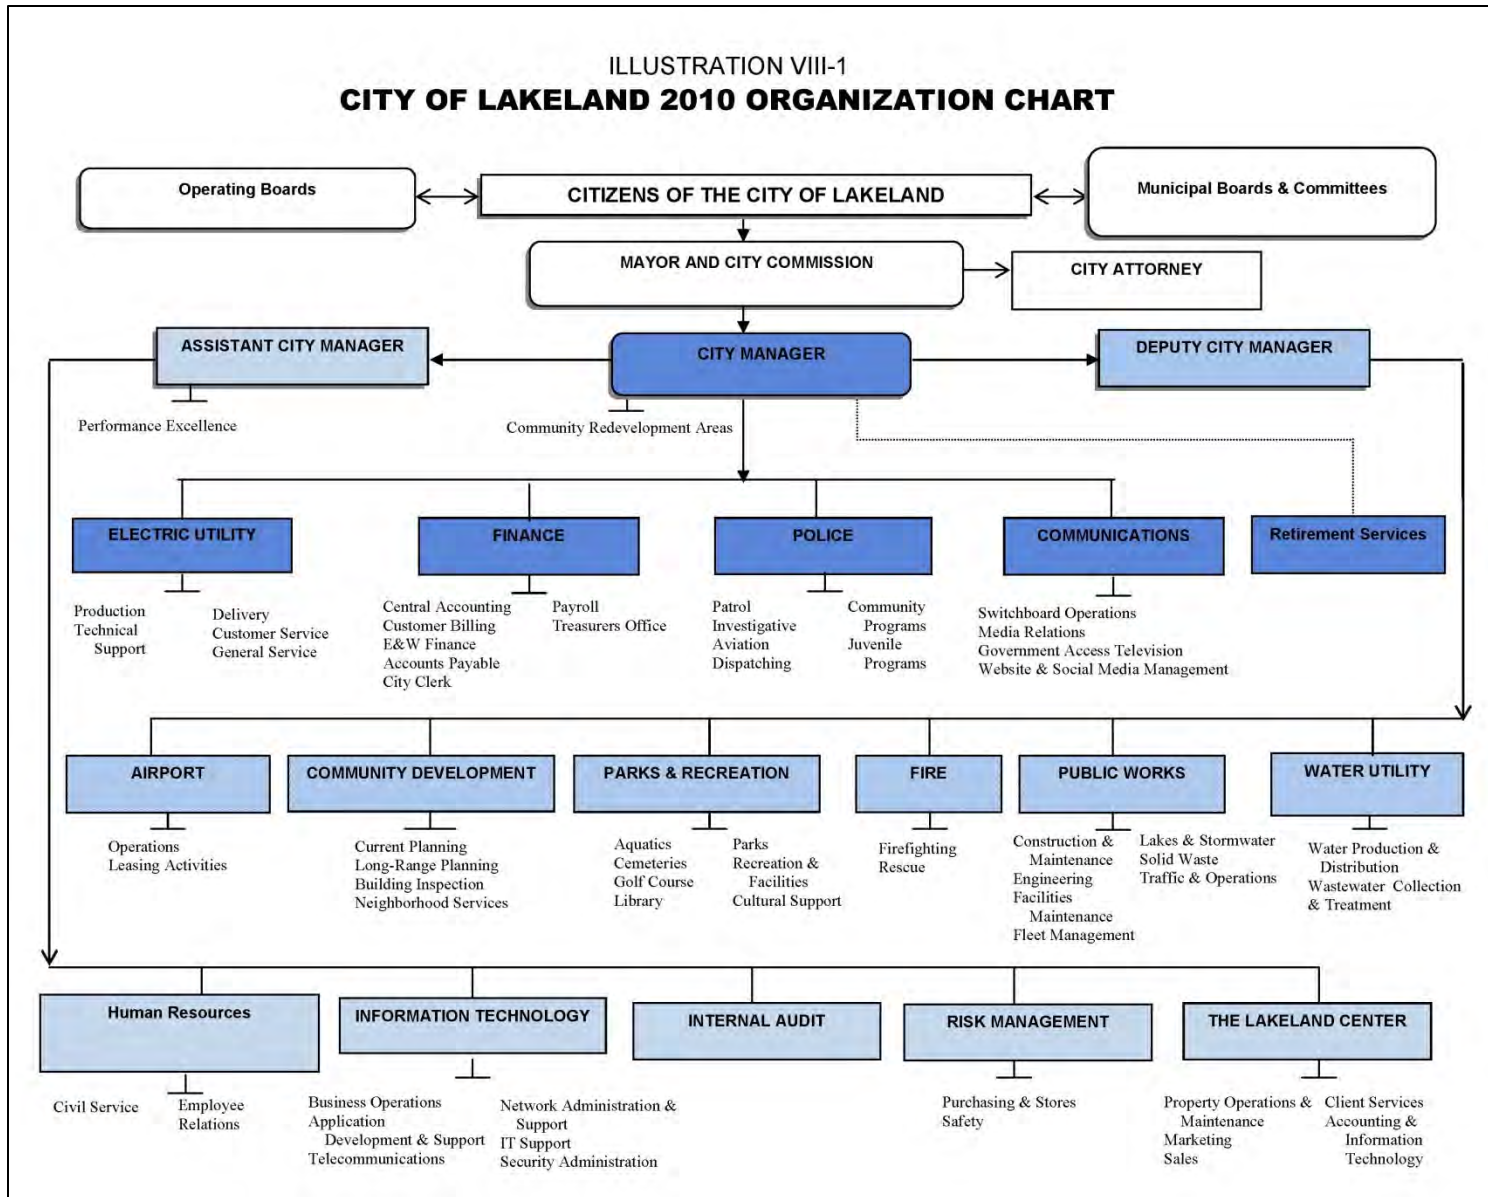 ILLUSTRATION VIII-1
CITY OF LAKELAND 2010 ORGANIZATION CHART
Operating Boards
CITIZENS OF THE CITY OF LAKELAND
Municipal Boards & Committees
MAYOR AND CITY COMMISSION
CITY ATTORNEY
ASSISTANT CITY MANAGER
CITY MANAGER
DEPUTY CITY MANAGER
Performance Excellence
Community Redevelopment Areas
ELECTRIC UTILITY
Production
Technical
Support
Delivery
Customer Service
General Service
FINANCE
Central Accounting
Customer Billing
E&W Finance
Accounts Payable
City Clerk
Payroll
Treasurers Office
POLICE
Patrol
Investigative
Aviation
Dispatching
Community
Programs
Juvenile
Programs
COMMUNICATIONS
Switchboard Operations
Media Relations
Government Access Television
Website & Social Media Management
Retirement Services
AIRPORT
Operations
Leasing Activities
COMMUNITY DEVELOPMENT
Current Planning
Long-Range Planning
Building Inspection
Neighborhood Services
PARKS & RECREATION
Aquatics
Cemeteries
Golf Course
Library
Parks
Recreation &
Facilities
Cultural Support
FIRE
Firefighting
Rescue
PUBLIC WORKS
Construction &
Maintenance
Engineering
Facilities
Maintenance
Fleet Management
Lakes & Stormwater
Solid Waste
Traffic & Operations
WATER UTILITY
Water Production &
Distribution
Wastewater Collection
& Treatment
Human Resources
Civil Service
Employee
Relations
INFORMATION TECHNOLOGY
Business Operations
Application
Development & Support
Telecommunications
Network Administration &
Support
IT Support
Security Administration
INTERNAL AUDIT
RISK MANAGEMENT
Purchasing & Stores
Safety
THE LAKELAND CENTER
Property Operations &
Maintenance
Marketing
Sales
Client Services
Accounting &
Information
Technology